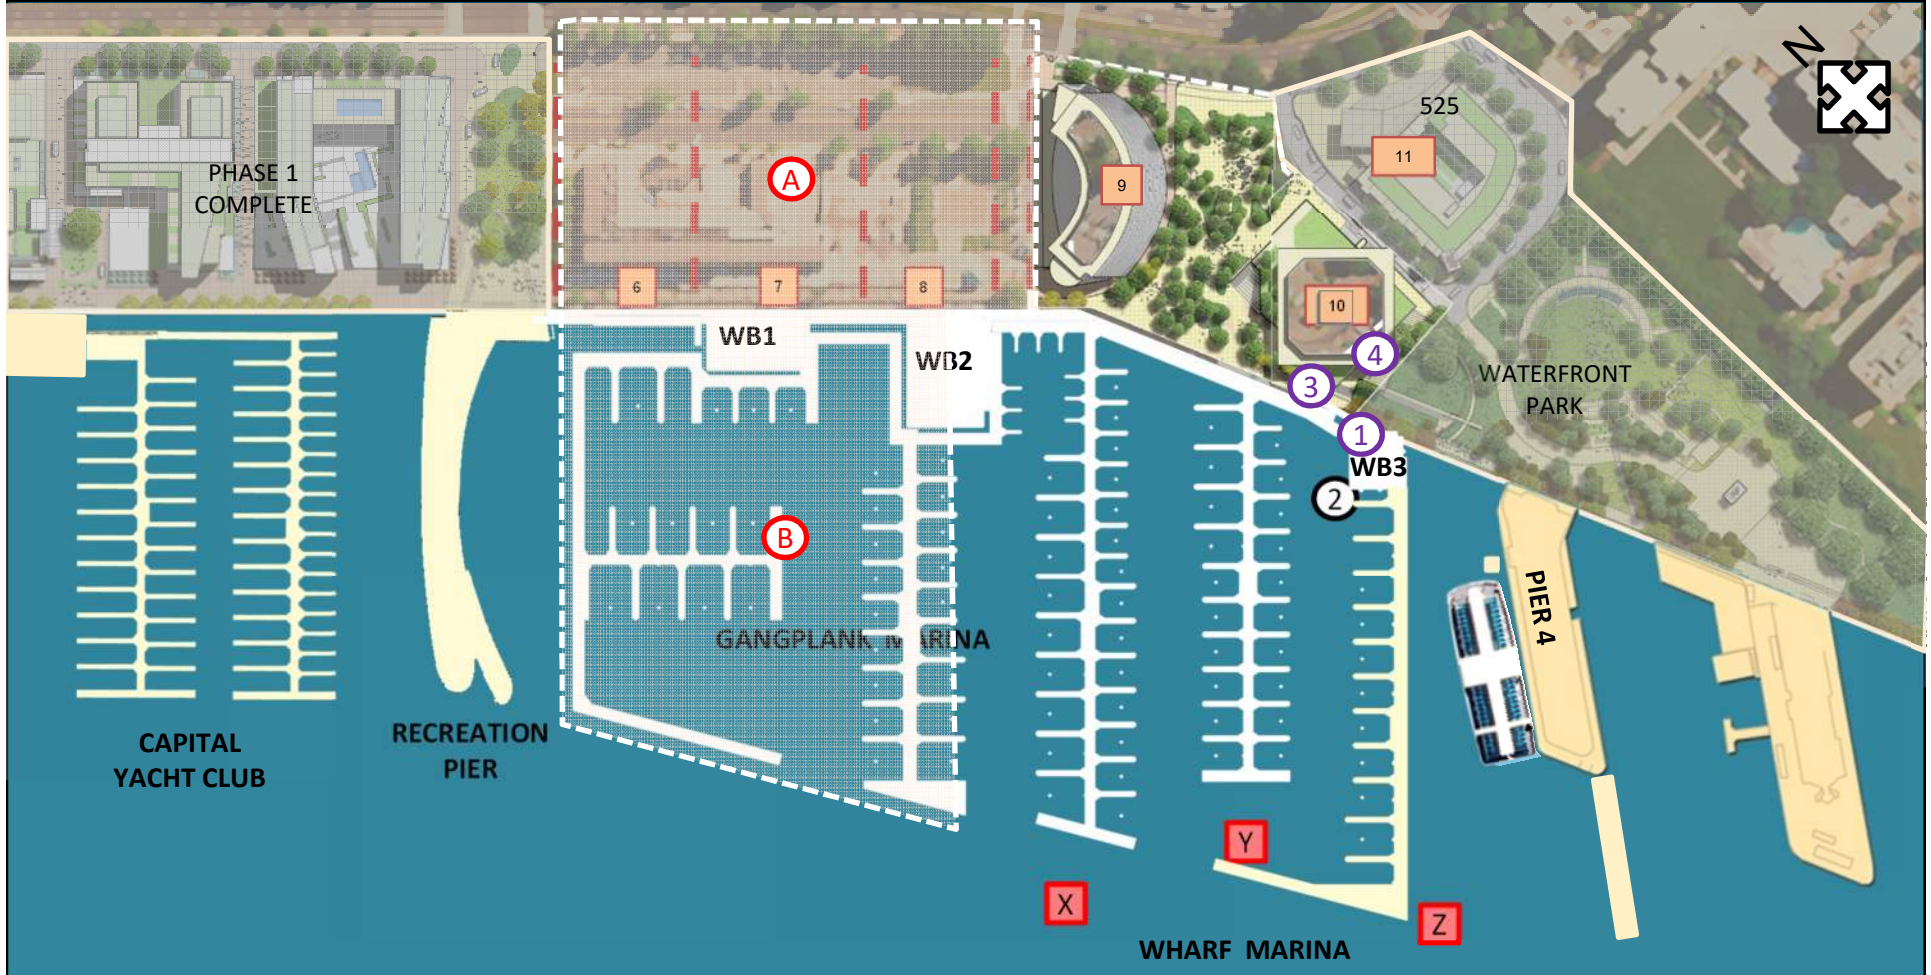 N
525
11
PHASE 1
COMPLETE
A
9
6
7
8
10
WB1
WB2
4
3
WATERFRONT
PARK
1
WB3
2
B
PIER 4
GANGPLANK MARINA
RECREATION
PIER
CAPITAL
YACHT CLUB
Y
X
Z
WHARF MARINA